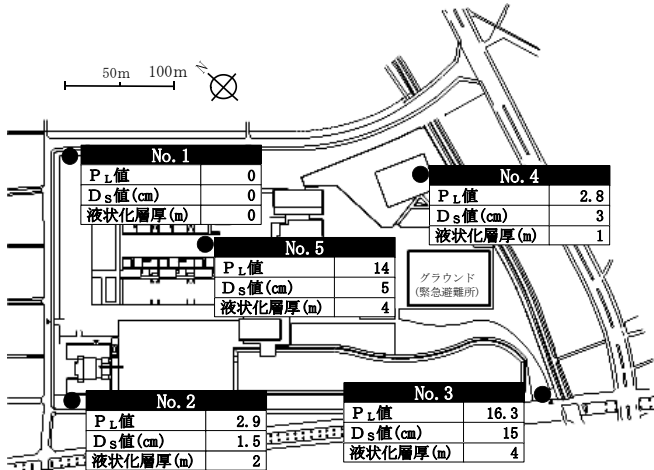 50m 100m
N
No.1
PL値 0
DS値(cm) 0
液状化層厚(m) 0
No.4
PL値 2.8
DS値(cm) 3
液状化層厚(m) 1
No.5
PL値 14
DS値(cm) 5
液状化層厚(m) 4
グラウンド
(緊急避難所)
No.2
PL値 2.9
DS値(cm) 1.5
液状化層厚(m) 2
No.3
PL値 16.3
DS値(cm) 15
液状化層厚(m) 4